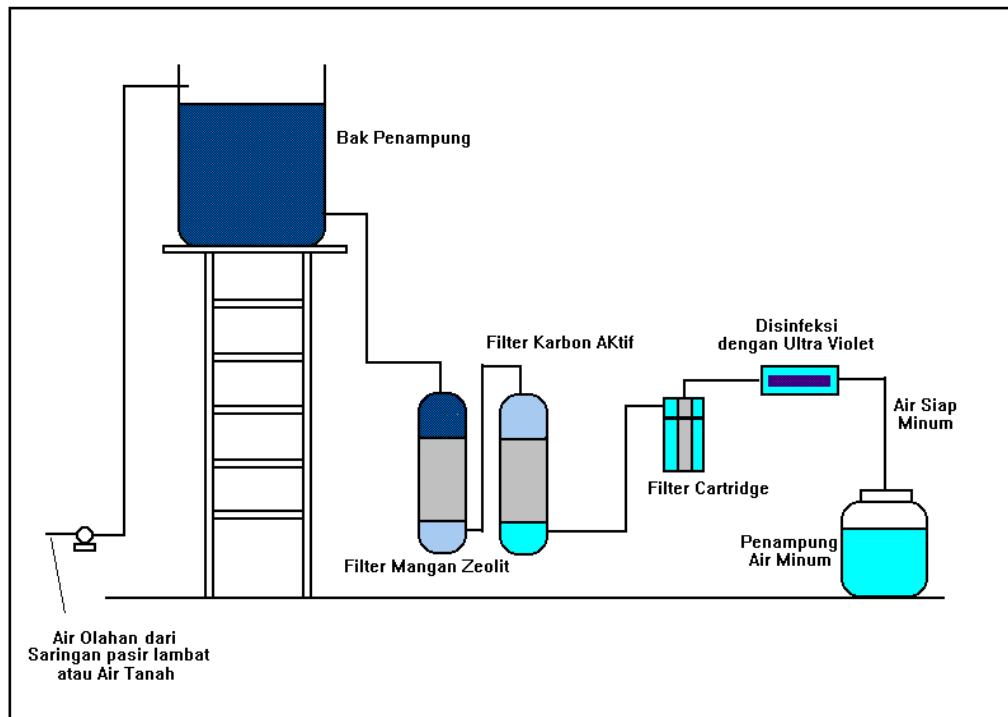 Bak Penampung
Filter Karbon AKtif
Disinfeksi
dengan Ultra Violet
Air Siap
Minum
Filter Cartridge
Penampung
Air Minum
Filter Mangan Zeolit
Air Olahan dari
Saringan pasir lambat
atau Air Tanah